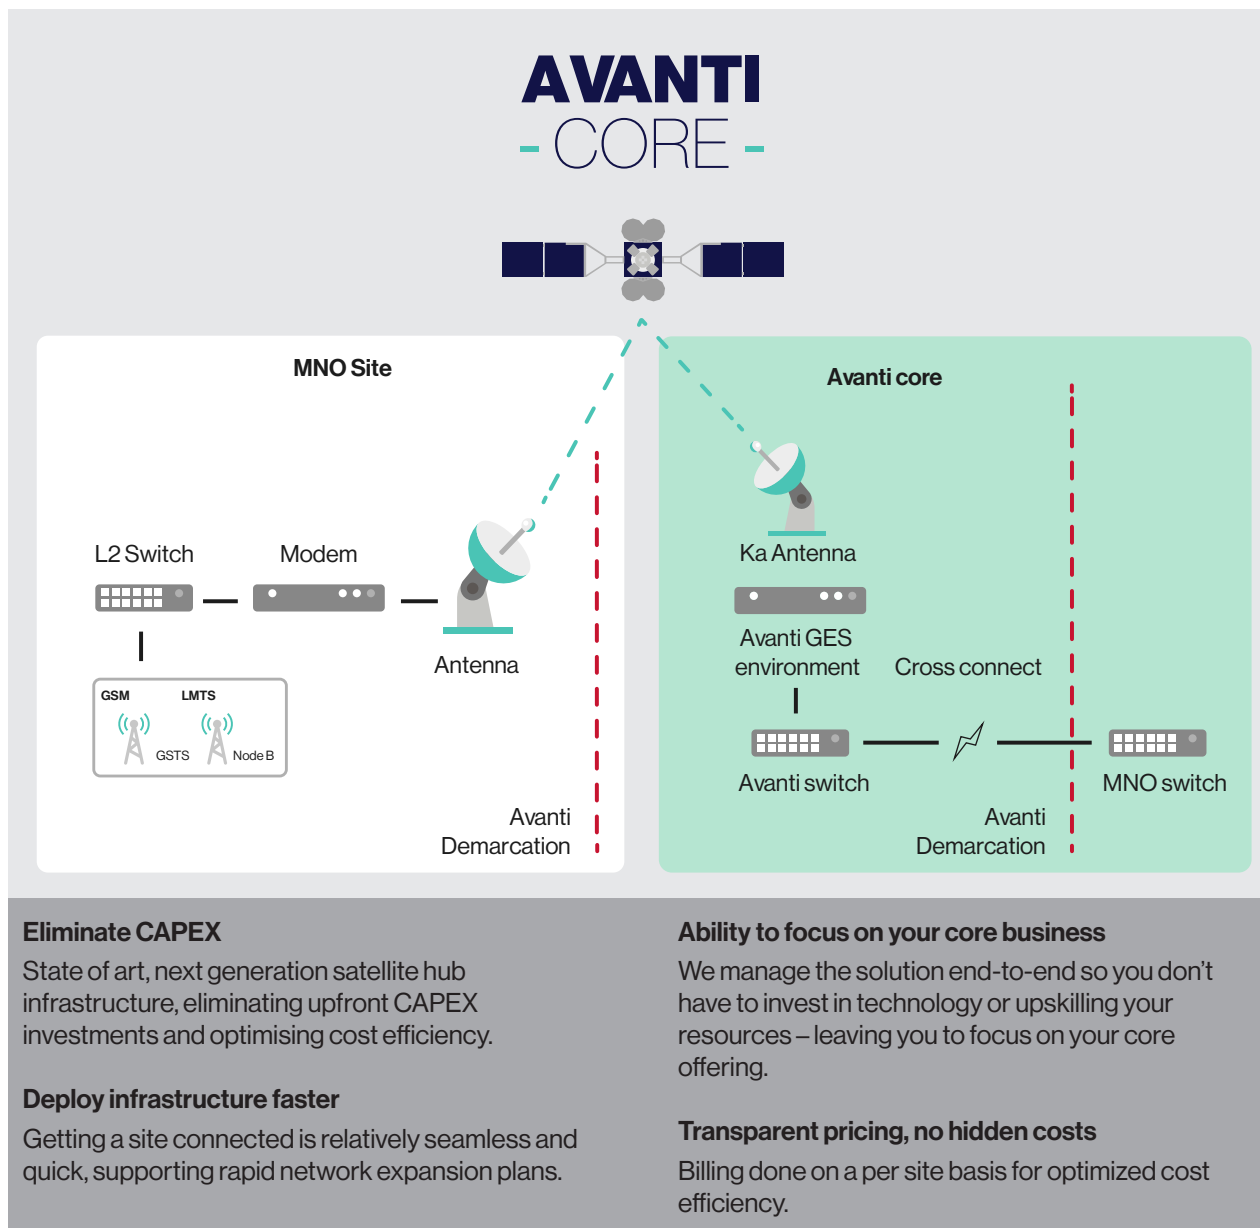 AVANTI
- CORE -
MNO Site
L2 Switch
Modem
Antenna
GSM
LMTS
GSTS
Node B
Avanti
Demarcation
Avanti core
Ka Antenna
Avanti GES
environment
Cross connect
Avanti switch
MNO switch
Avanti
Demarcation
Eliminate CAPEX
State of art, next generation satellite hub
infrastructure, eliminating upfront CAPEX
investments and optimising cost efficiency.
Deploy infrastructure faster
Getting a site connected is relatively seamless and
quick, supporting rapid network expansion plans.
Ability to focus on your core business
We manage the solution end-to-end so you don’t
have to invest in technology or upskilling your
resources – leaving you to focus on your core
offering.
Transparent pricing, no hidden costs
Billing done on a per site basis for optimized cost
efficiency.